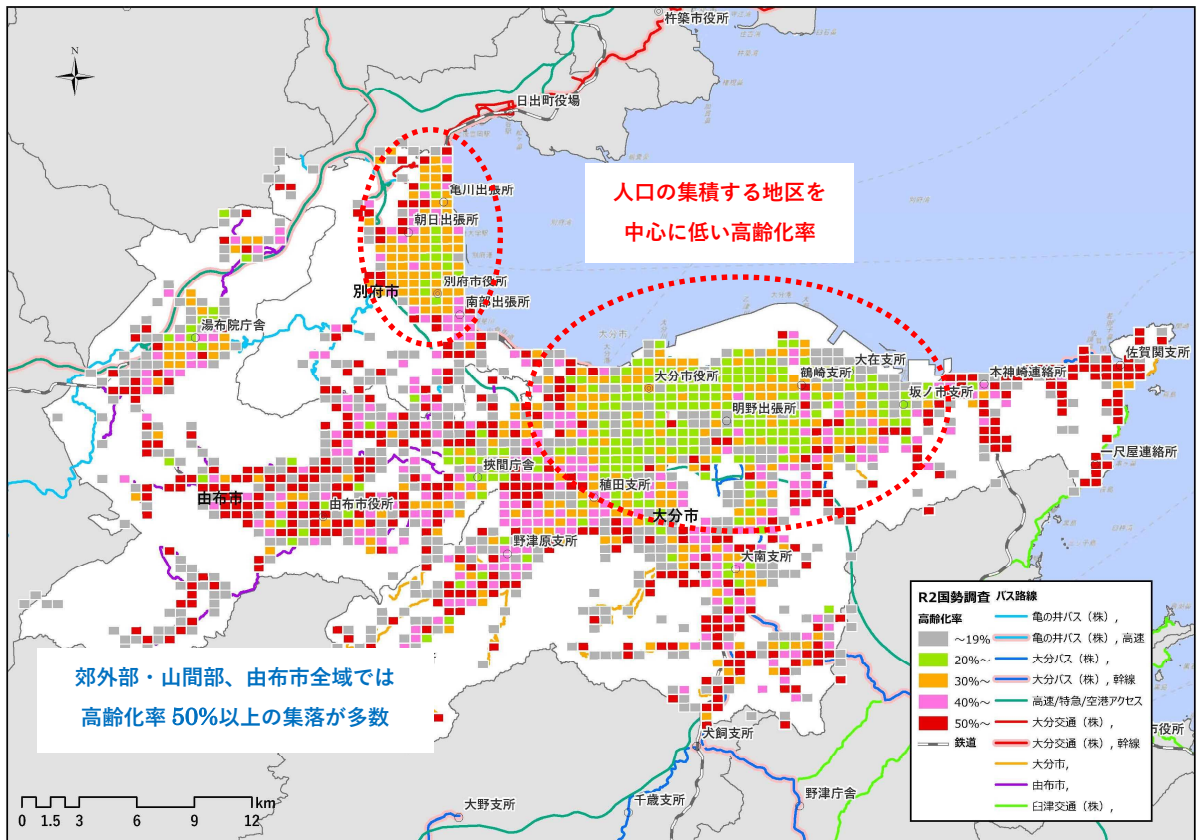 杵築市役所
N
日出町役場
亀川出張所
朝日出張所
人口の集積する地区を
中心に低い高齢化率
別府市役所
別府市
南部出張所
湯布院庁舎
大分市役所
大在支所
鶴崎支所
佐賀関支所
木神崎連絡所
坂ノ市支所
明野出張所
一尺屋連絡所
挾間庁舎
稙田支所
由布市
由布市役所
大分市
野津原支所
大南支所
郊外部・山間部、由布市全域では
高齢化率 50%以上の集落が多数
R2国勢調査 バス路線
高齢化率
～19%
20%～
30%～
40%～
50%～
鉄道
亀の井バス（株）,
亀の井バス（株）, 高速
大分バス（株）,
大分バス（株）, 幹線
高速/特急/空港アクセス
大分交通（株）,
大分交通（株）, 幹線
大分市,
由布市,
臼津交通（株）,
市役所
犬飼支所
千歳支所
野津庁舎
大野支所
km
0 1.5 3 6 9 12